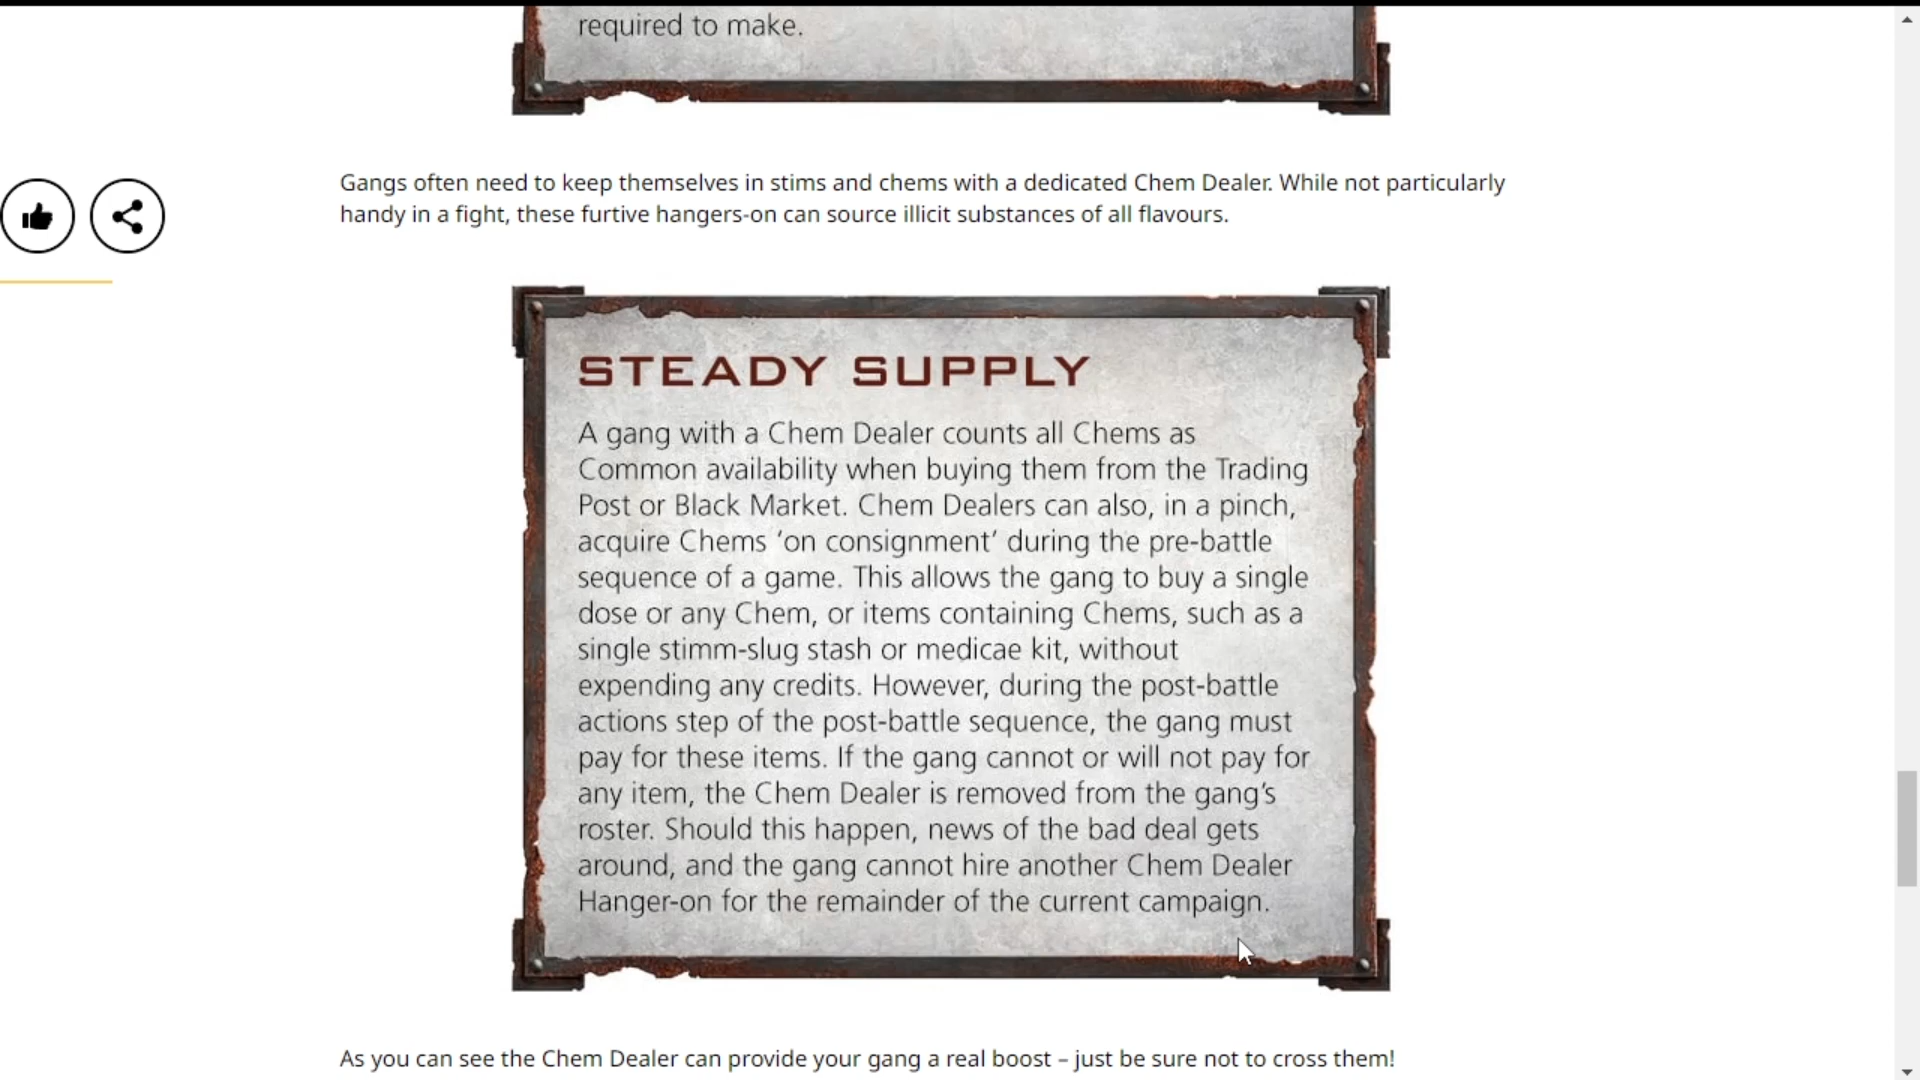 required to make.
Gangs often need to keep themselves in stims and chems with a dedicated Chem Dealer. While not particularly
handy in a fight, these furtive hangers-on can source illicit substances of all flavours.
STEADY SUPPLY
A gang with a Chem Dealer counts all Chems as
Common availability when buying them from the Trading
Post or Black Market. Chem Dealers can also, in a pinch,
acquire Chems ‘on consignment’ during the pre-battle
sequence of a game. This allows the gang to buy a single
dose or any Chem, or items containing Chems, such as a
single stimm-slug stash or medicae kit, without
expending any credits. However, during the post-battle
actions step of the post-battle sequence, the gang must
pay for these items. If the gang cannot or will not pay for
any item, the Chem Dealer is removed from the gang’s
roster. Should this happen, news of the bad deal gets
around, and the gang cannot hire another Chem Dealer
Hanger-on for the remainder of the current campaign.
As you can see the Chem Dealer can provide your gang a real boost – just be sure not to cross them!